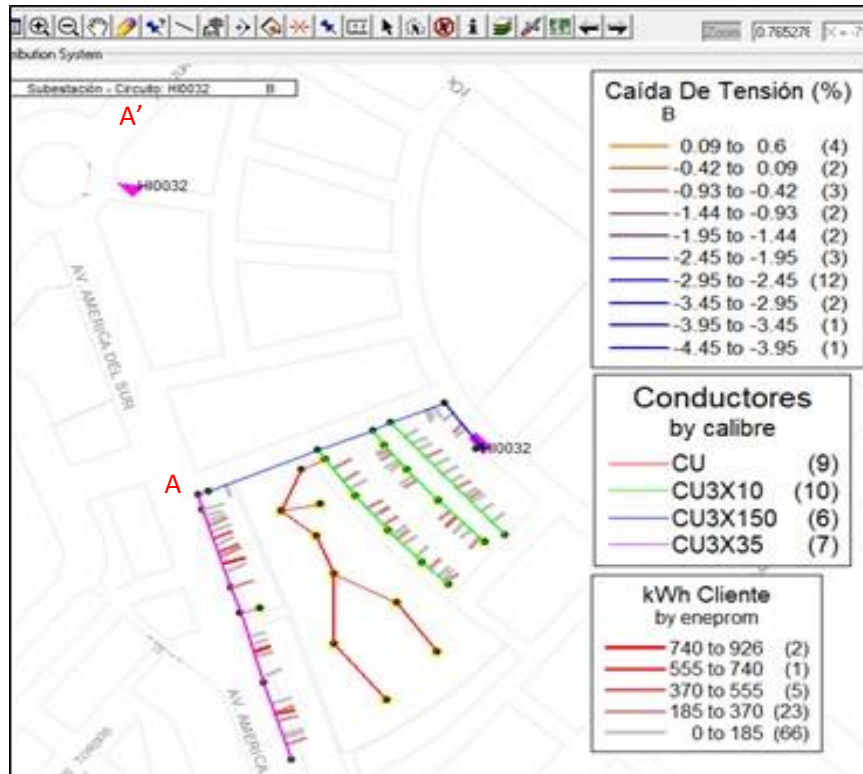 Zoom 0.765276 X = -7
ribution System
Subestación - Circuito: HI0032 B
A'
HI0032
AV. AMERICA DEL SUR
A
HI0032
AV. AMERICA
Caída De Tensión (%)
B
0.09 to 0.6 (4)
-0.42 to 0.09 (2)
-0.93 to -0.42 (3)
-1.44 to -0.93 (2)
-1.95 to -1.44 (2)
-2.45 to -1.95 (3)
-2.95 to -2.45 (12)
-3.45 to -2.95 (2)
-3.95 to -3.45 (1)
-4.45 to -3.95 (1)
Conductores
by calibre
CU (9)
CU3X10 (10)
CU3X150 (6)
CU3X35 (7)
kWh Cliente
by eneprom
740 to 926 (2)
555 to 740 (1)
370 to 555 (5)
185 to 370 (23)
0 to 185 (66)